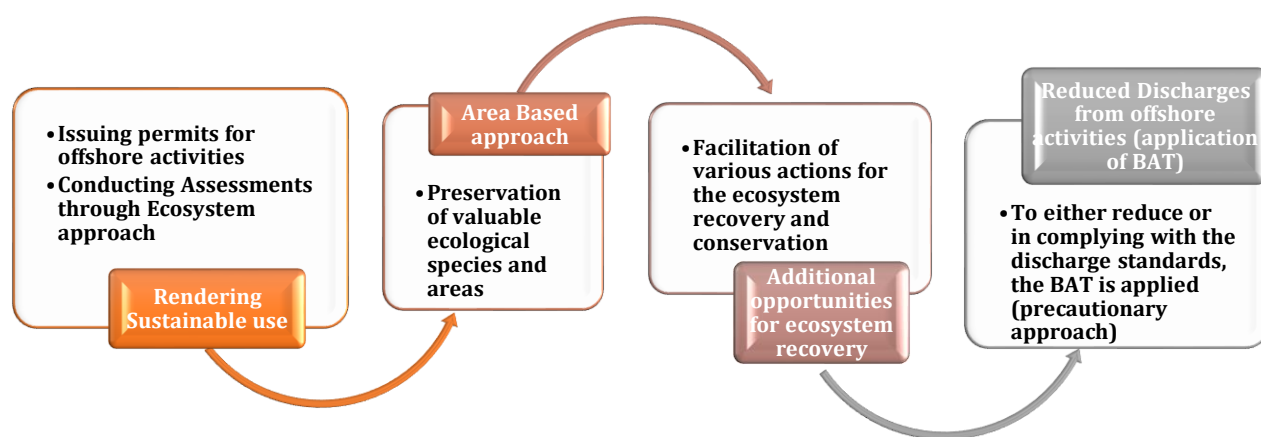 • Issuing permits for
offshore activities
• Conducting Assessments
through Ecosystem
approach
Rendering
Sustainable use
Area Based
approach
• Preservation
of valuable
ecological
species and
areas
• Facilitation of
various actions for
the ecosystem
recovery and
conservation
Additional
opportunities
for ecosystem
recovery
Reduced Discharges
from offshore
activities (application
of BAT)
• To either reduce or
in complying with the
discharge standards,
the BAT is applied
(precautionary
approach)